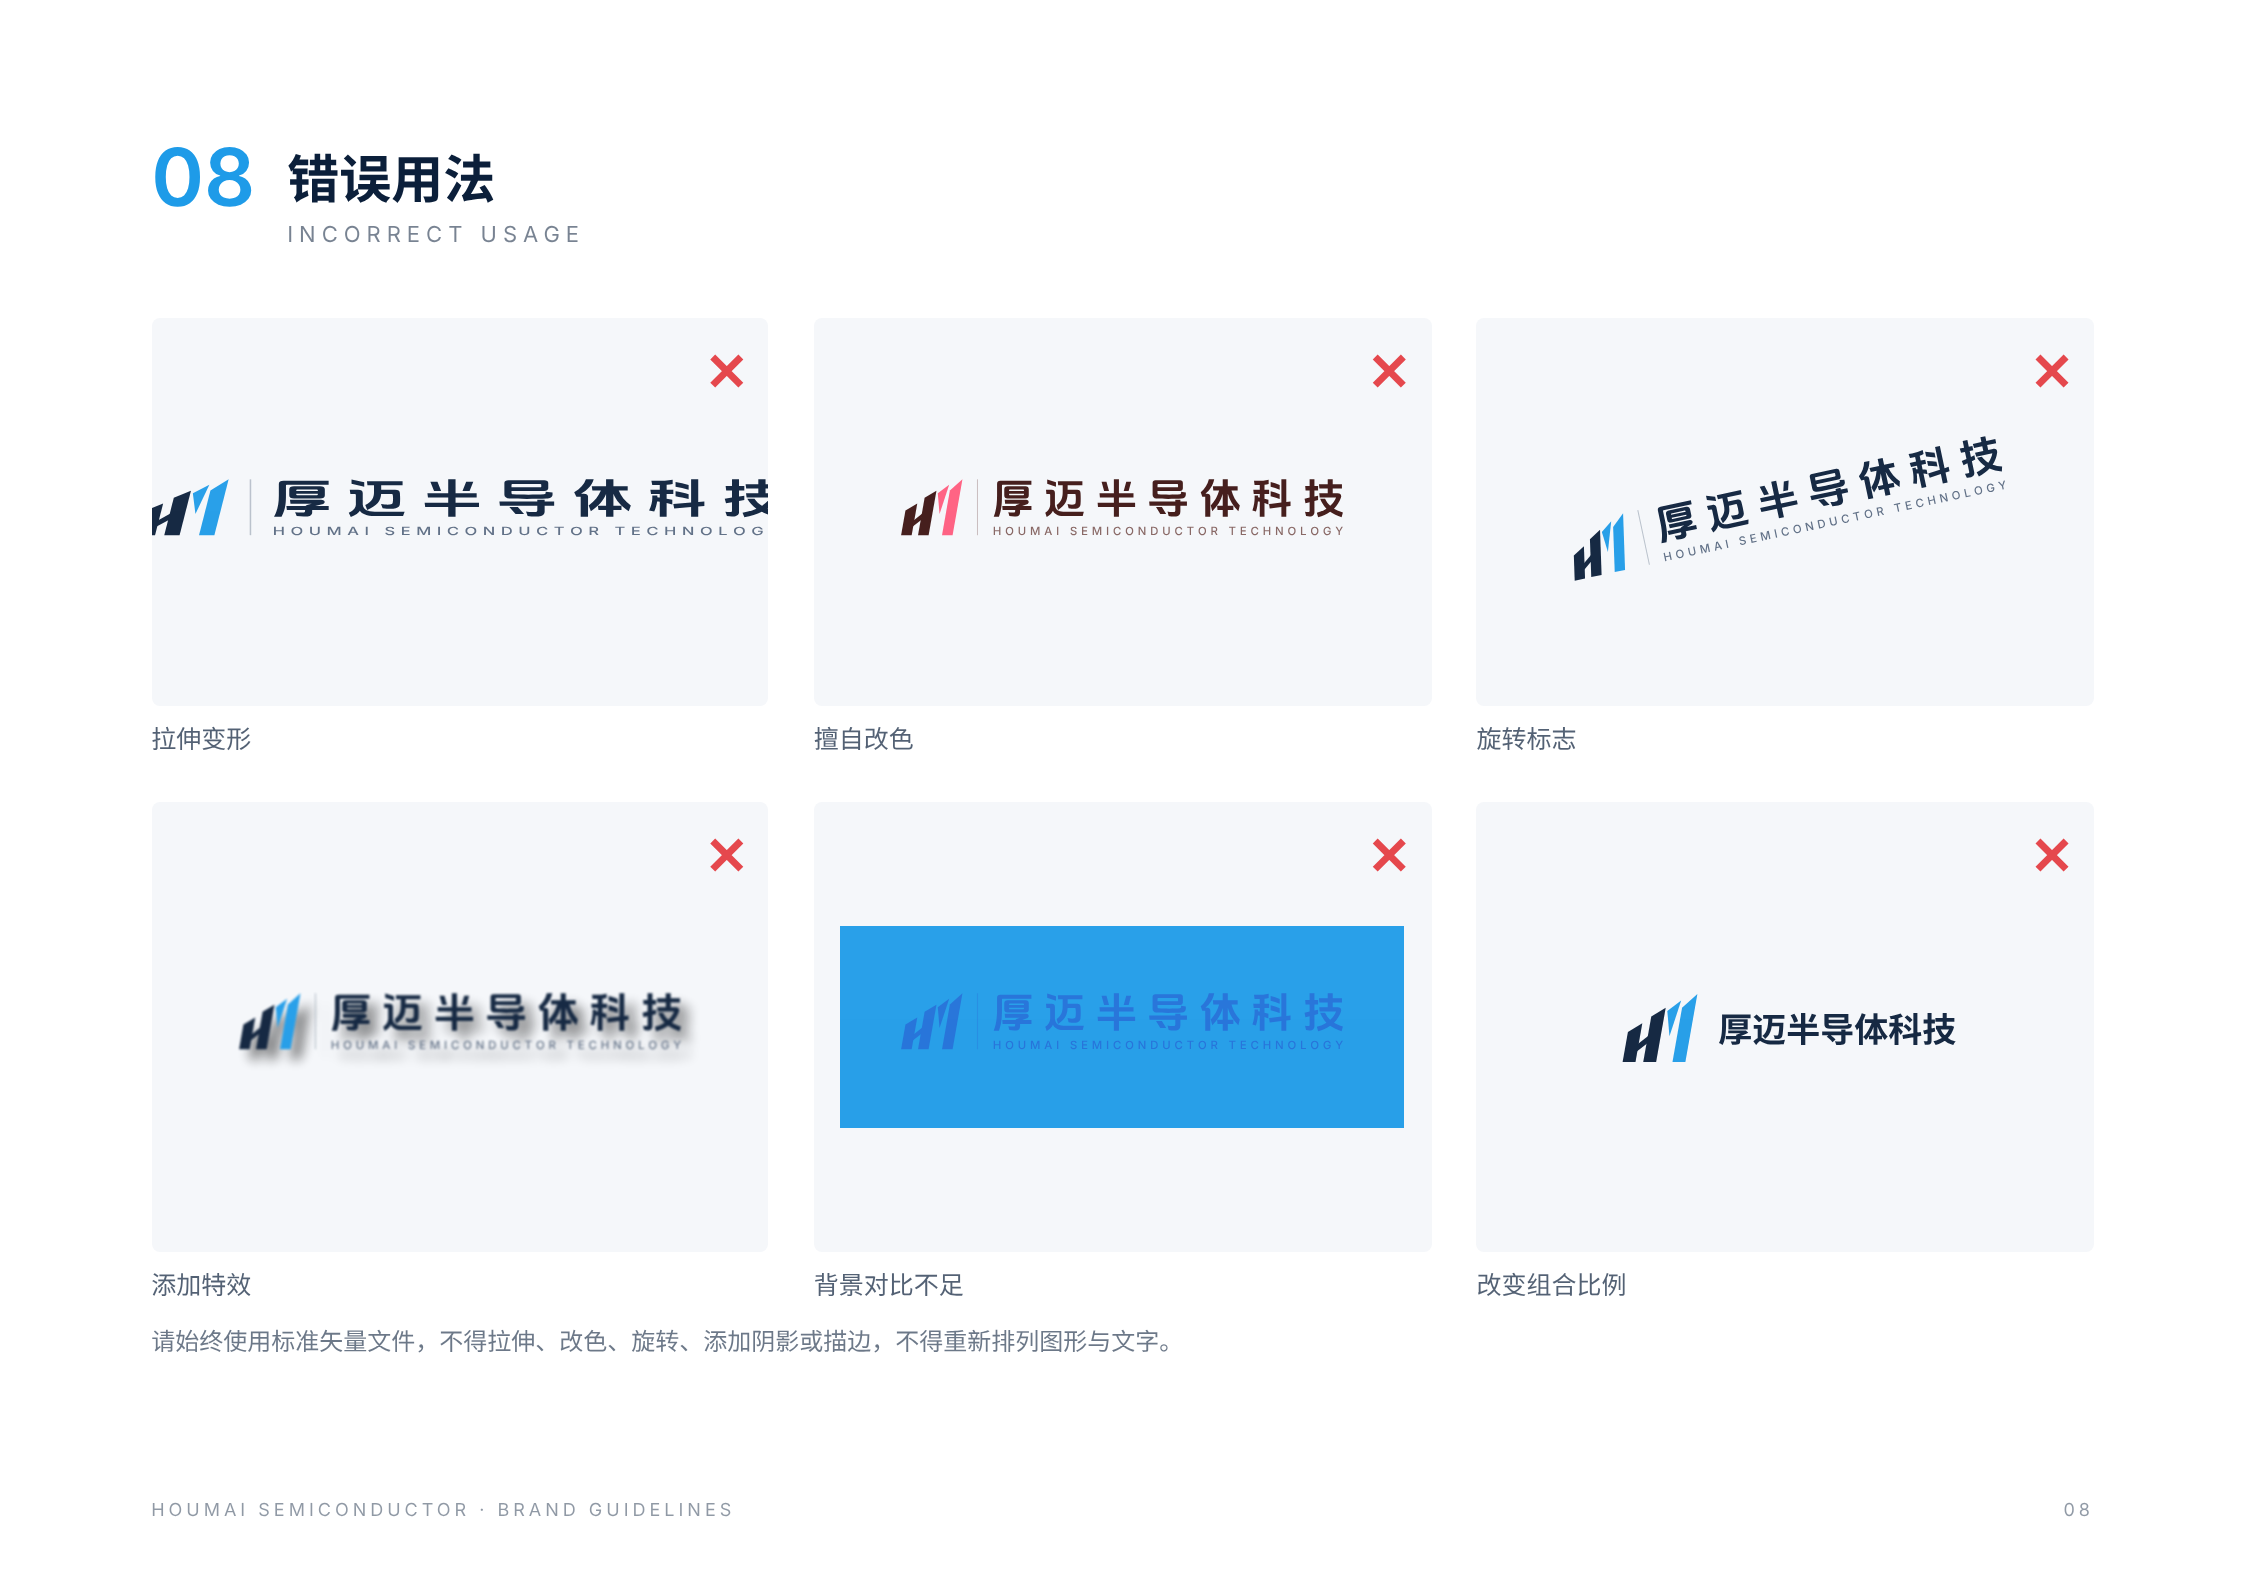 08 错误用法
INCORRECT USAGE
厚迈半导体科技
HOUMAI SEMICONDUCTOR TECHNOLOG
厚迈半导体科技
HOUMAI SEMICONDUCTOR TECHNOLOGY
厚迈半导体科技
HOUMAI SEMICONDUCTOR TECHNOLOGY
拉伸变形
擅自改色
旋转标志
厚迈半导体科技
HOUMAI SEMICONDUCTOR TECHNOLOGY
厚迈半导体科技
HOUMAI SEMICONDUCTOR TECHNOLOGY
厚迈半导体科技
添加特效
背景对比不足
改变组合比例
请始终使用标准矢量文件，不得拉伸、改色、旋转、添加阴影或描边，不得重新排列图形与文字。
HOUMAI SEMICONDUCTOR · BRAND GUIDELINES
08